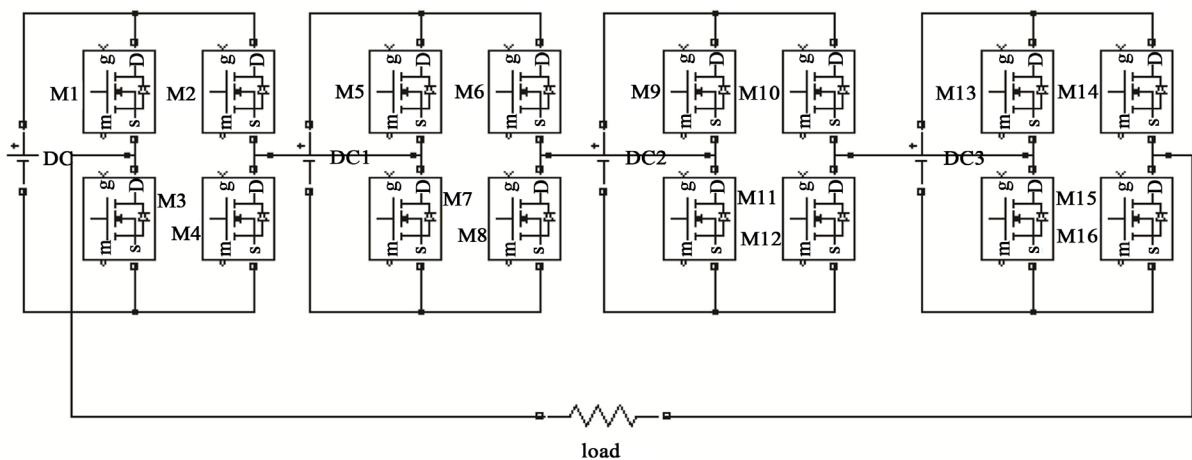 g D g D g D g D g D g D g D g D
M1 M2 M5 M6 M9 M10 M13 M14
m s m s m s m s m s m s m s m s
+ DC + DC1 + DC2 + DC3
g D g D g D g D g D g D g D g D
M3 M7 M11 M15
M4 M8 M12 M16
m s m s m s m s m s m s m s m s
load